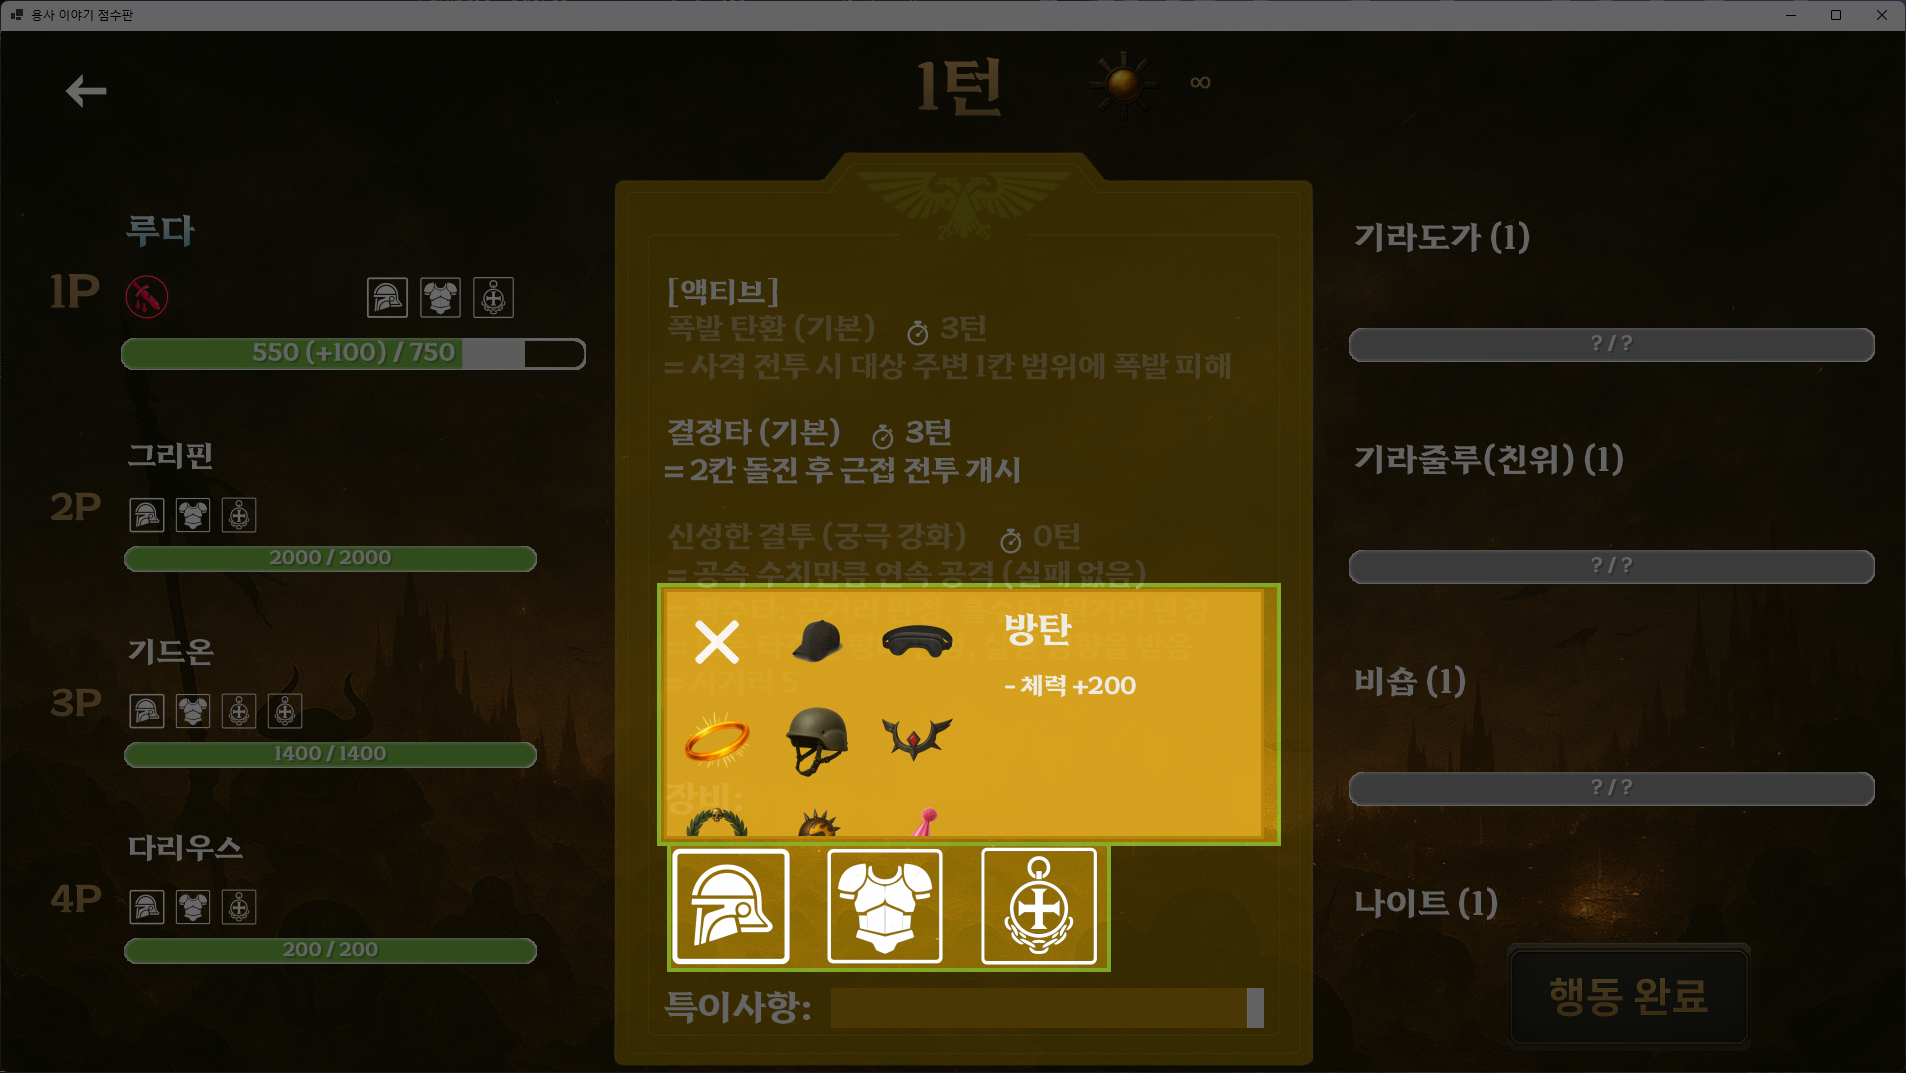 용사 이야기 점수판
1턴
∞
루다
1P
550 (+100) / 750
그리핀
2P
2000 / 2000
기드온
3P
1400 / 1400
다리우스
4P
200 / 200
[액티브]
폭발 탄환 (기본) 3턴
= 사격 전투 시 대상 주변 1칸 범위에 폭발 피해
결정타 (기본) 3턴
= 2칸 돌진 후 근접 전투 개시
신성한 결투 (궁극 강화) 0턴
= 공속 수치만큼 연속 공격 (실패 없음)
방탄
- 체력 +200
= 사거리 5
장비:
특이사항:
기라도가 (1)
? / ?
기라줄루(친위) (1)
? / ?
비숍 (1)
? / ?
나이트 (1)
행동 완료